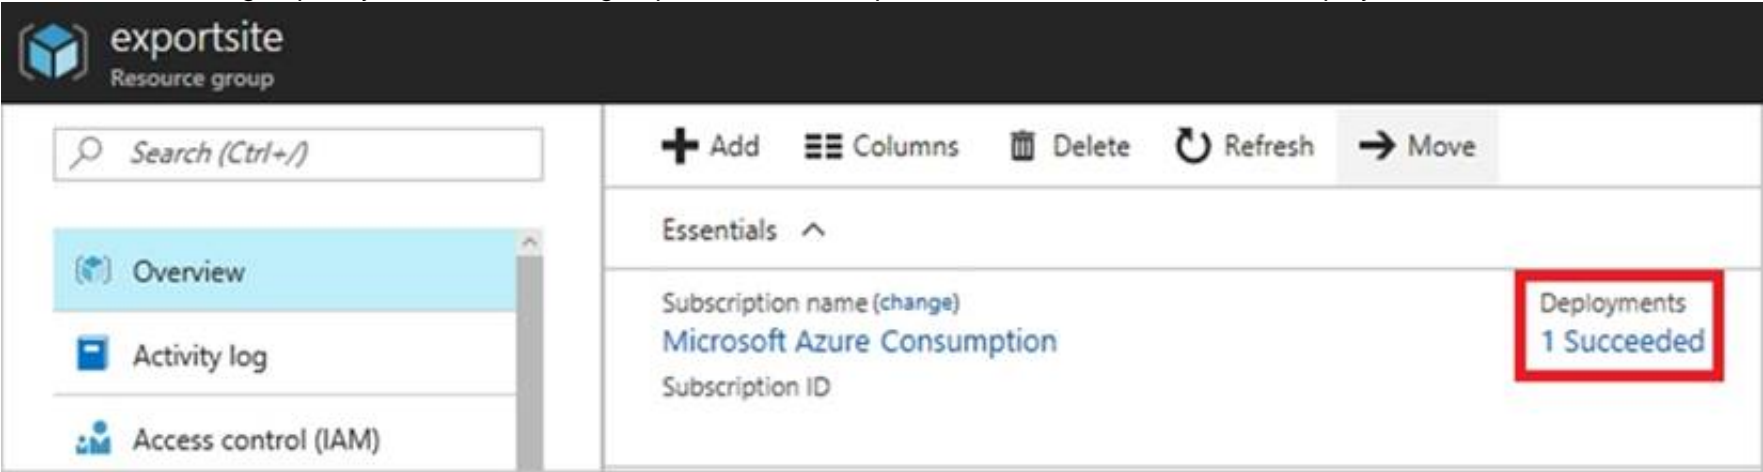 exportsite
Resource group
Search (Ctrl+/)
Add Columns Delete Refresh Move
Essentials
Overview
Subscription name (change) Deployments
Microsoft Azure Consumption 1 Succeeded
Activity log
Subscription ID
Access control (IAM)